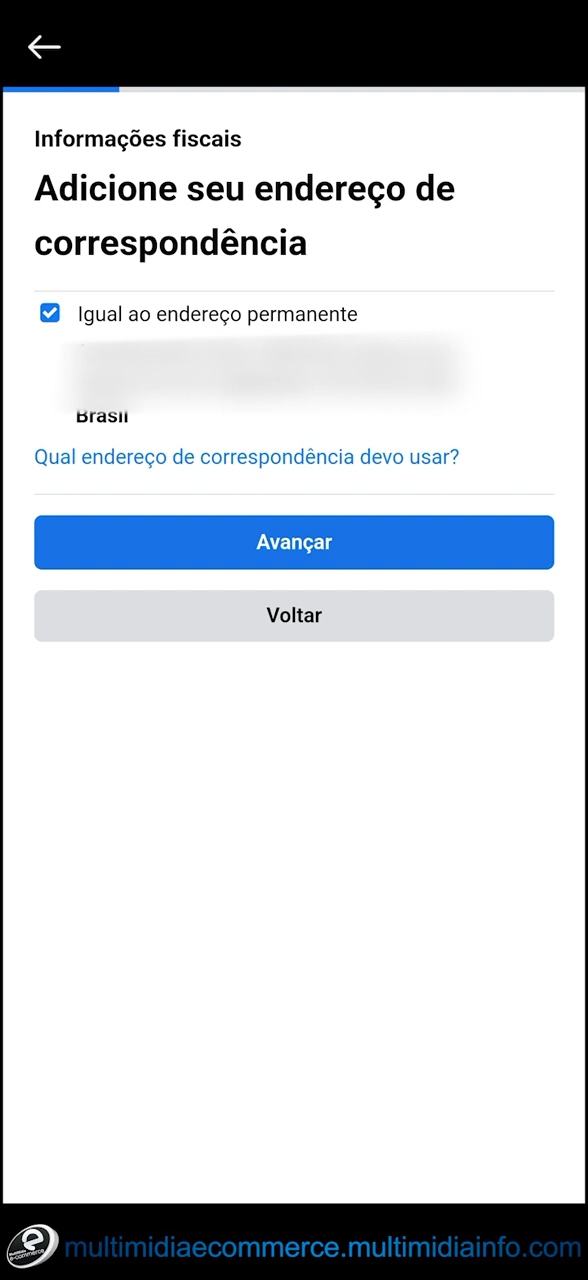 Informações fiscais
Adicione seu endereço de
correspondência
Igual ao endereço permanente
Brasil
Qual endereço de correspondência devo usar?
Avançar
Voltar
e
multimidiaecommerce.multimidiainfo.com